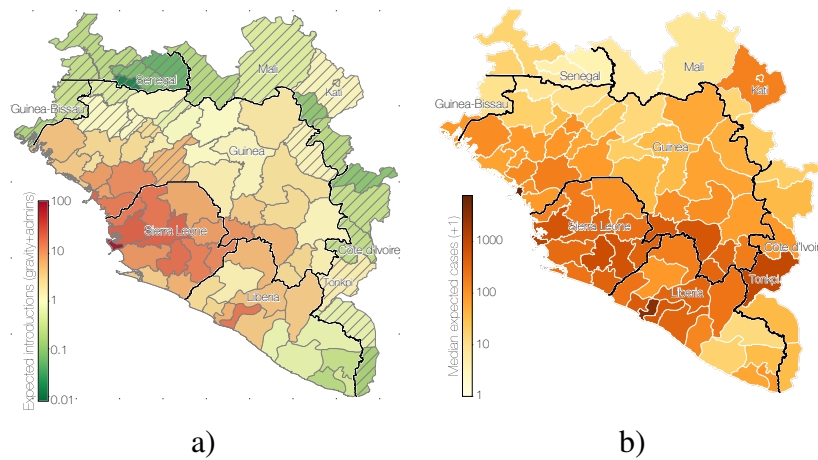 Senegal
Mali
Kati
Guinea-Bissau
Guinea
Sierra Leone
Côte d'Ivoire
Tonkpi
Liberia
Expected introductions (gravity+admins)
100
10
1
0.1
0.01
a)
Senegal
Mali
Kati
Guinea-Bissau
Guinea
Sierra Leone
Côte d'Ivoire
Tonkpi
Liberia
Median expected cases (+1)
1000
100
10
1
b)